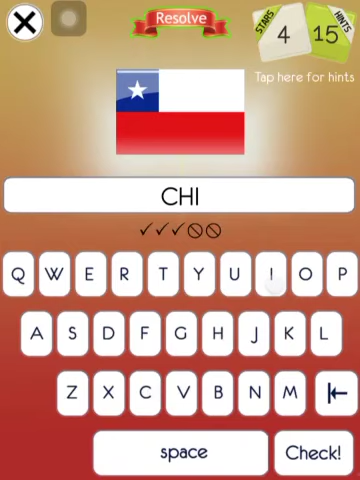 Resolve
STARS 4 15 HINTS
Tap here for hints
CHI
Q W E R T Y U I O P
A S D F G H J K L
Z X C V B N M
space Check!